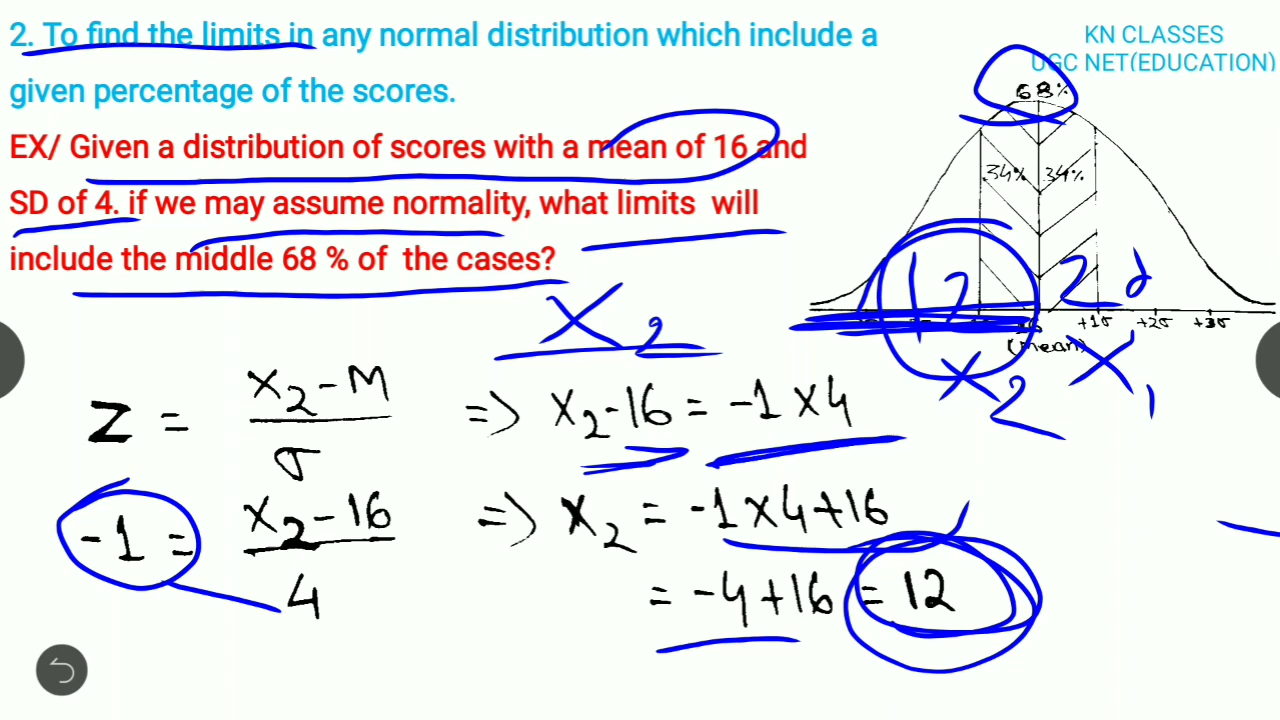 2. To find the limits in any normal distribution which include a
given percentage of the scores.
EX/ Given a distribution of scores with a mean of 16 and
SD of 4. if we may assume normality, what limits will
include the middle 68 % of the cases?
KN CLASSES
UGC NET(EDUCATION)
68%
34% 34%
12 2
+1σ +2σ +3σ
(mean)
X2 X1
X2
Z = X2-M / σ => X2-16 = -1X4
-1 = X2-16 / 4 => X2 = -1X4+16
= -4+16 = 12